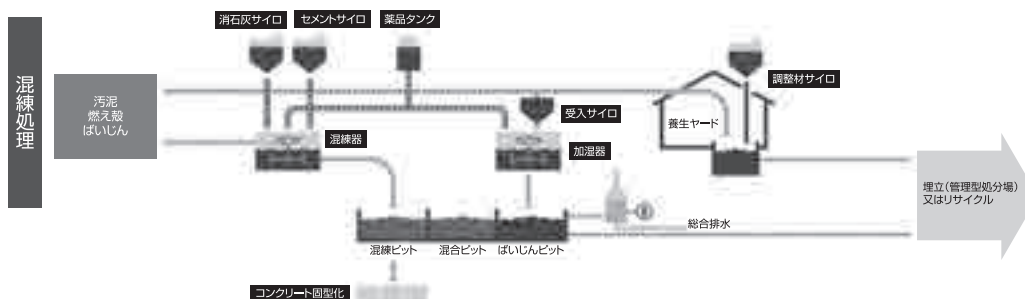 混練処理
汚泥
燃え殻
ばいじん
消石灰サイロ
セメントサイロ
薬品タンク
調整材サイロ
受入サイロ
養生ヤード
混練器
加湿器
埋立（管理型処分場）
又はリサイクル
総合排水
混練ピット
混合ピット
ばいじんピット
コンクリート固型化